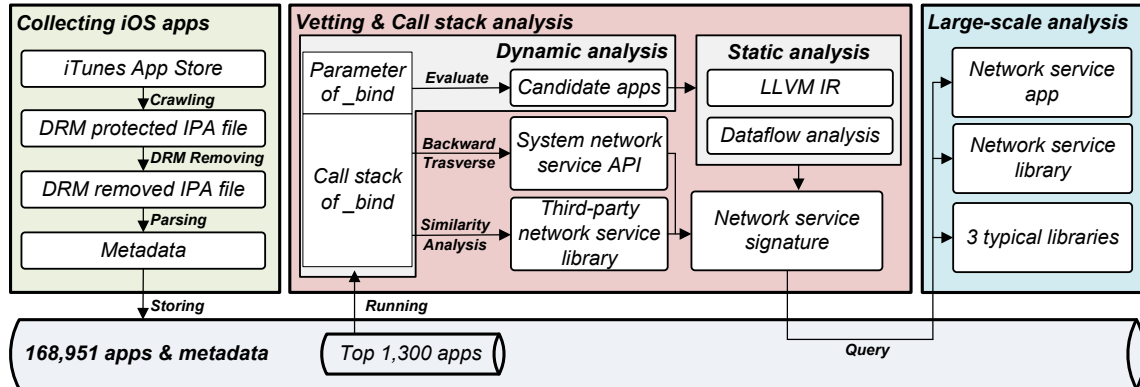 Collecting iOS apps
iTunes App Store
Crawling
DRM protected IPA file
DRM Removing
DRM removed IPA file
Parsing
Metadata
Storing
Vetting & Call stack analysis
Dynamic analysis
Parameter
of _bind
Evaluate
Candidate apps
Call stack
of _bind
Backward
Trasverse
System network
service API
Similarity
Analysis
Third-party
network service
library
Running
Static analysis
LLVM IR
Dataflow analysis
Network service
signature
Large-scale analysis
Network service
app
Network service
library
3 typical libraries
168,951 apps & metadata
Top 1,300 apps
Query